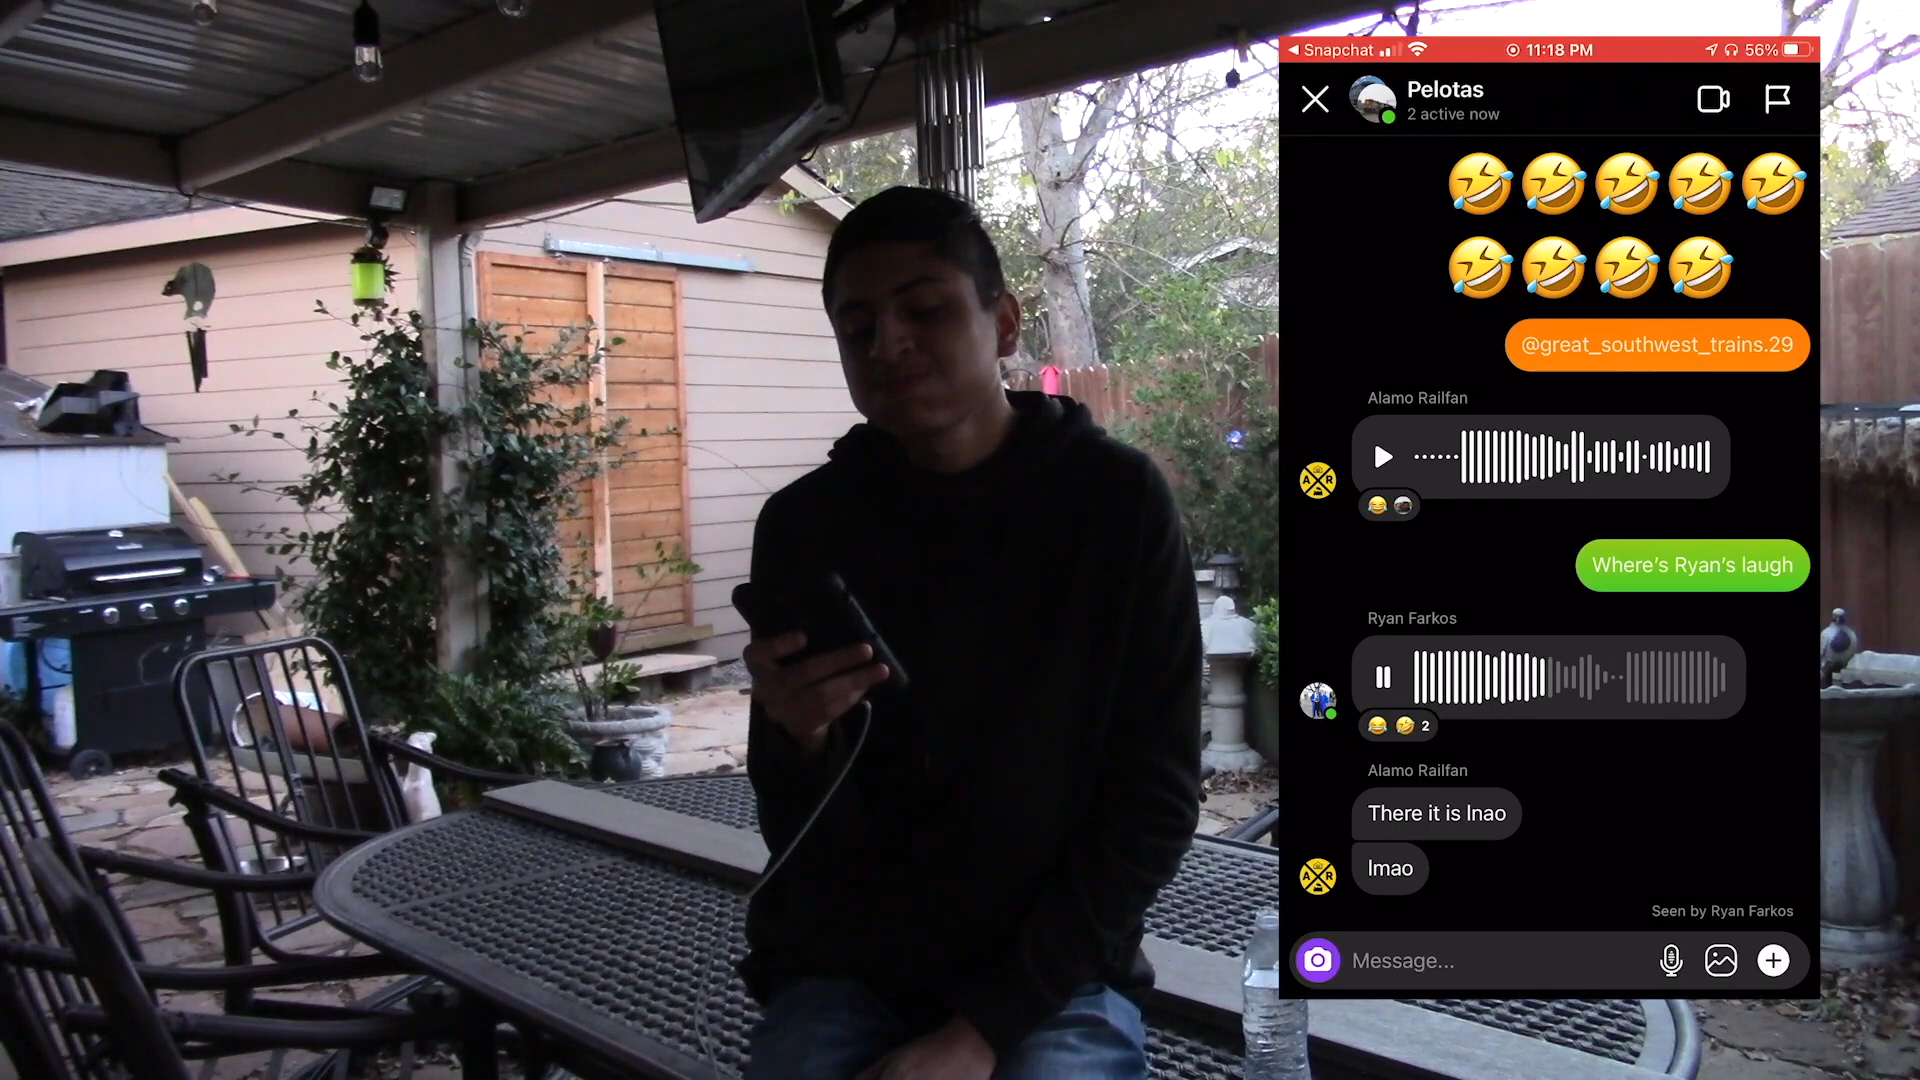 Snapchat 11:18 PM 56%
Pelotas
2 active now
@great_southwest_trains.29
Alamo Railfan
A R
Where's Ryan's laugh
Ryan Farkos
2
Alamo Railfan
There it is lnao
lmao
A R
Seen by Ryan Farkos
Message...